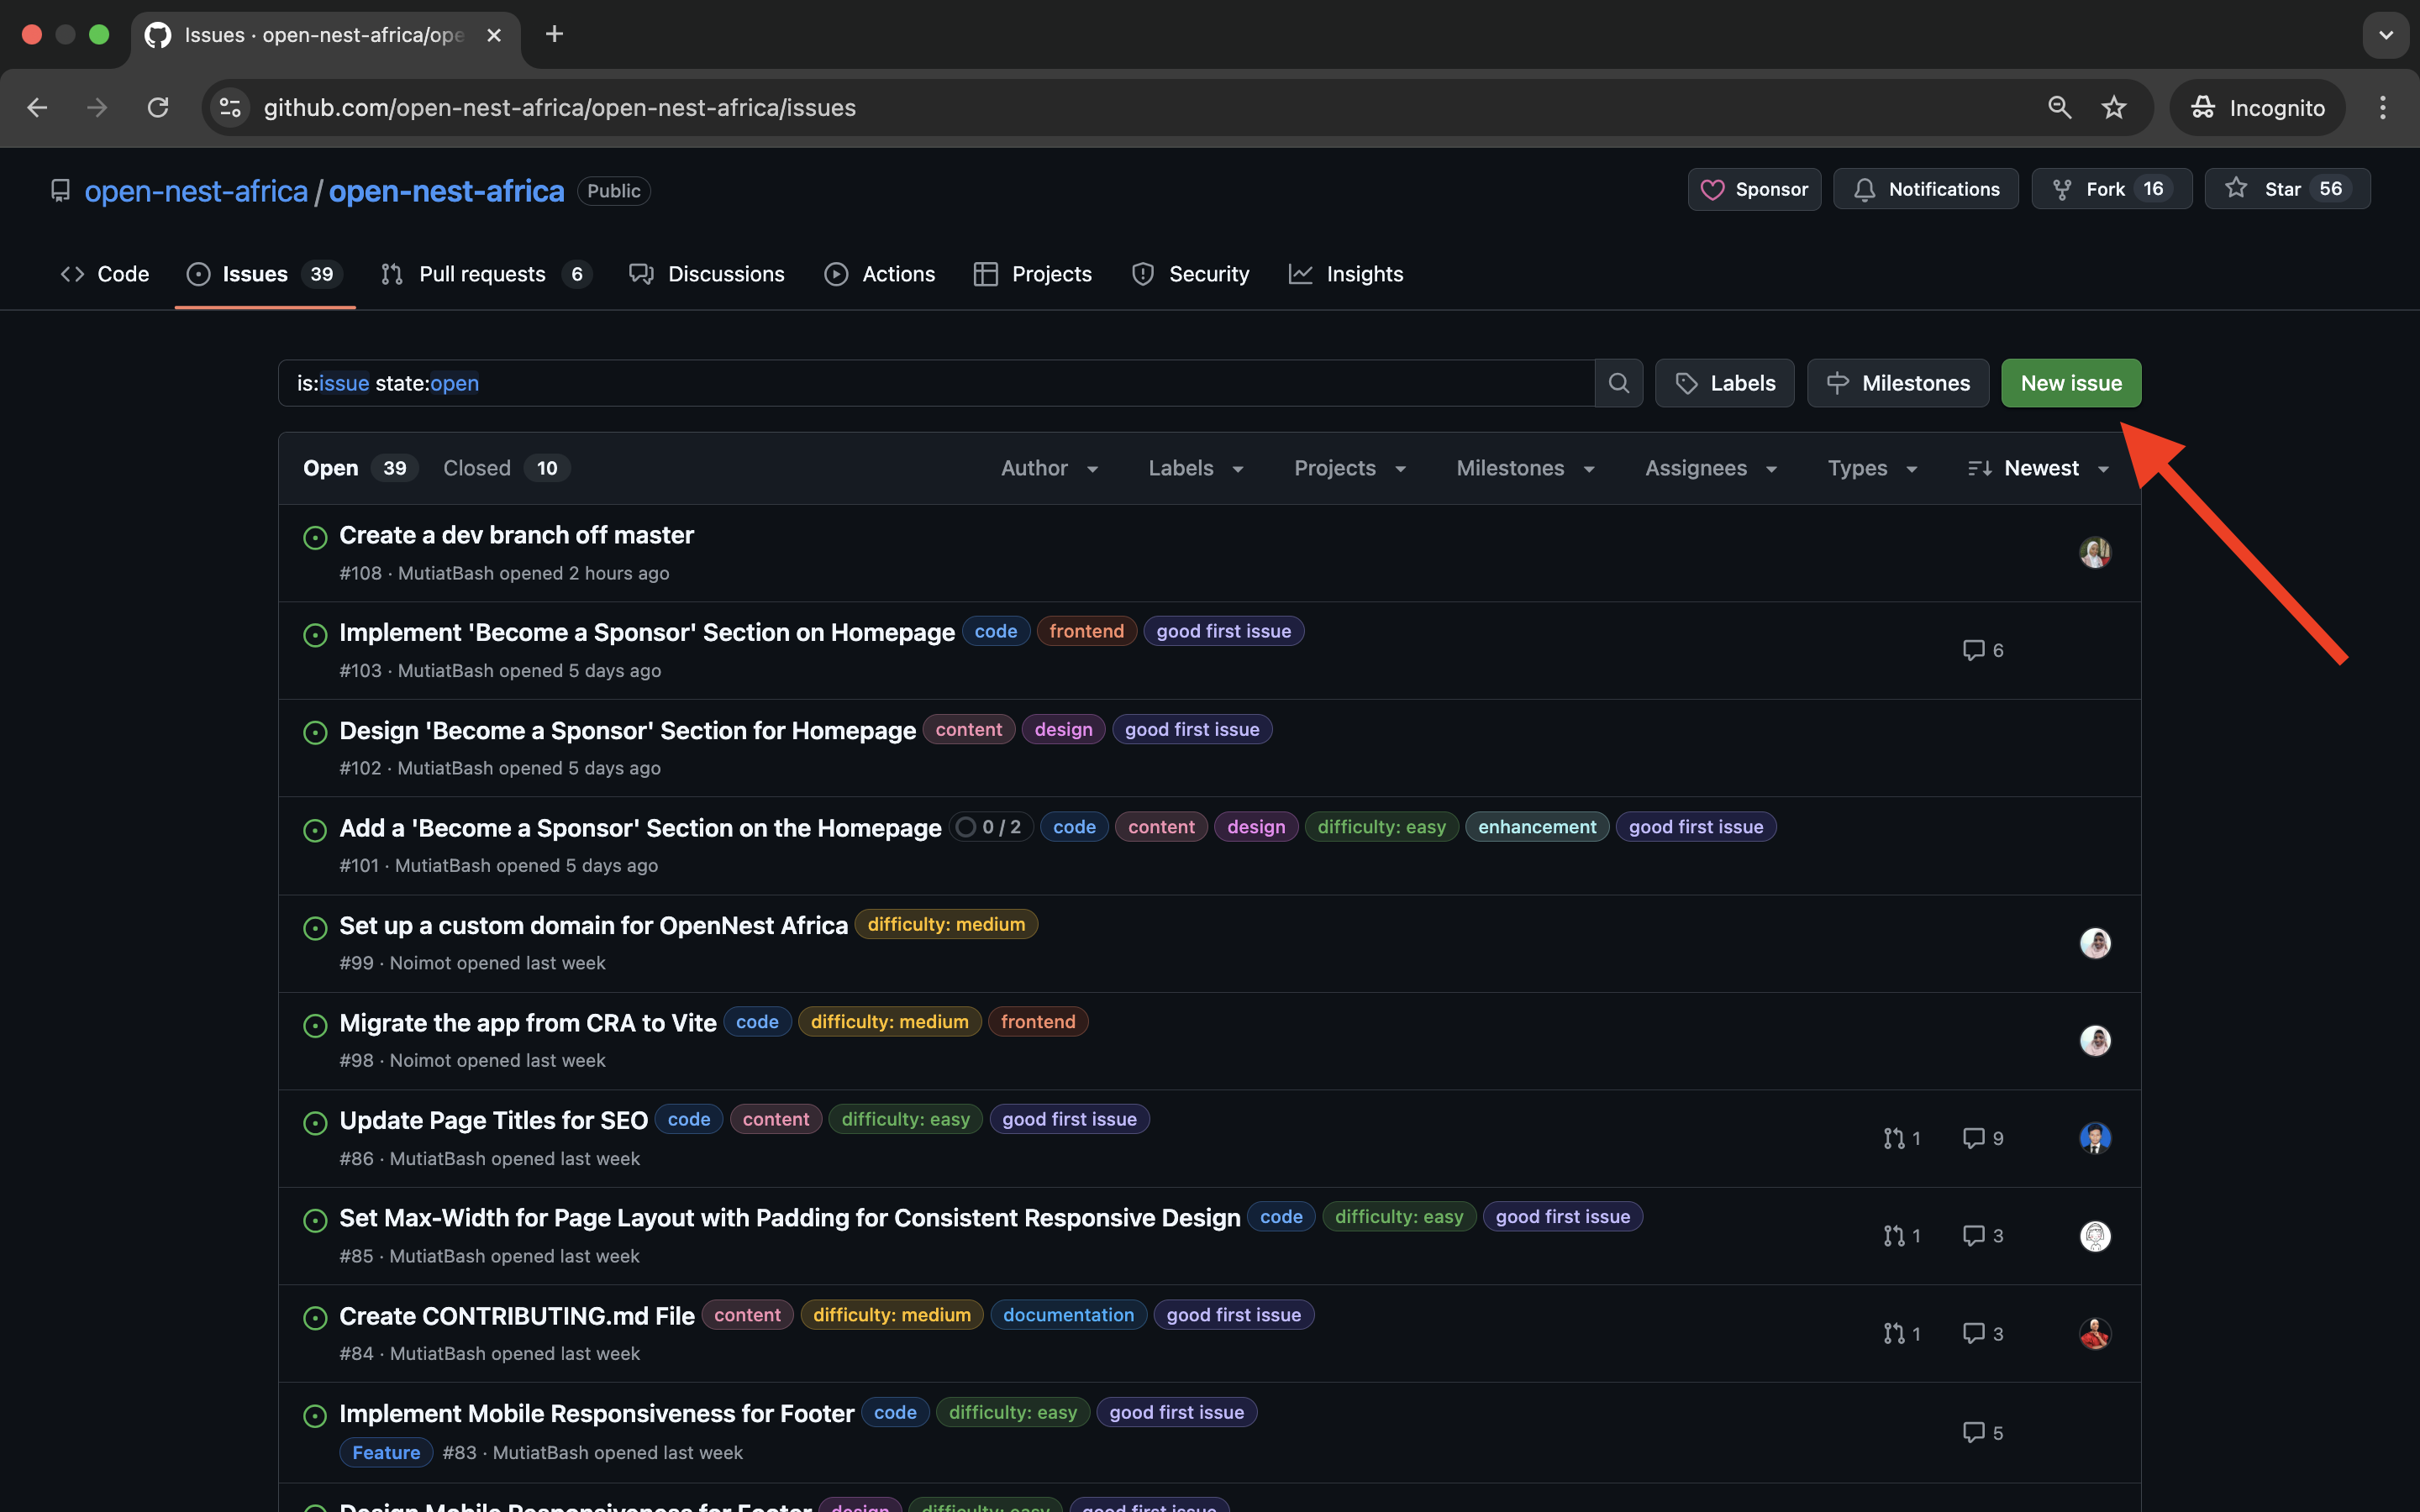 Issues · open-nest-africa/ope
github.com/open-nest-africa/open-nest-africa/issues
Incognito
open-nest-africa / open-nest-africa Public
Sponsor Notifications Fork 16 Star 56
Code Issues 39 Pull requests 6 Discussions Actions Projects Security Insights
is:issue state:open
Labels Milestones New issue
Open 39 Closed 10 Author Labels Projects Milestones Assignees Types Newest
Create a dev branch off master
#108 · MutiatBash opened 2 hours ago
Implement 'Become a Sponsor' Section on Homepage code frontend good first issue
6
#103 · MutiatBash opened 5 days ago
Design 'Become a Sponsor' Section for Homepage content design good first issue
#102 · MutiatBash opened 5 days ago
Add a 'Become a Sponsor' Section on the Homepage 0 / 2 code content design difficulty: easy enhancement good first issue
#101 · MutiatBash opened 5 days ago
Set up a custom domain for OpenNest Africa difficulty: medium
#99 · Noimot opened last week
Migrate the app from CRA to Vite code difficulty: medium frontend
#98 · Noimot opened last week
Update Page Titles for SEO code content difficulty: easy good first issue
1 9
#86 · MutiatBash opened last week
Set Max-Width for Page Layout with Padding for Consistent Responsive Design code difficulty: easy good first issue
1 3
#85 · MutiatBash opened last week
Create CONTRIBUTING.md File content difficulty: medium documentation good first issue
1 3
#84 · MutiatBash opened last week
Implement Mobile Responsiveness for Footer code difficulty: easy good first issue
5
Feature #83 · MutiatBash opened last week
Design Mobile Responsiveness for Footer design difficulty: easy good first issue